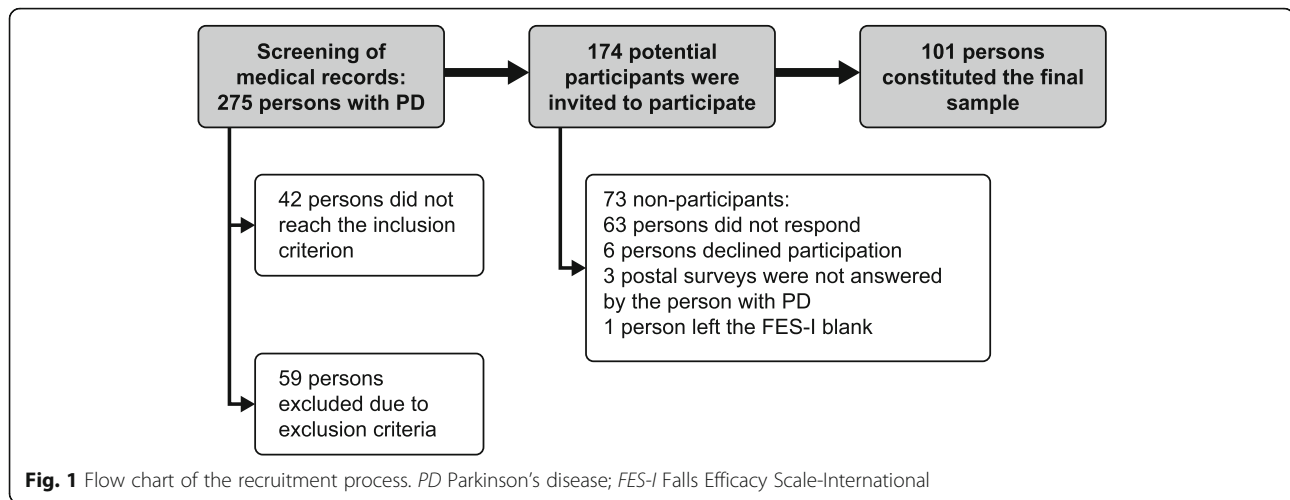 Screening of
medical records:
275 persons with PD
174 potential
participants were
invited to participate
101 persons
constituted the final
sample
42 persons did not
reach the inclusion
criterion
73 non-participants:
63 persons did not respond
6 persons declined participation
3 postal surveys were not answered
by the person with PD
1 person left the FES-I blank
59 persons
excluded due to
exclusion criteria
Fig. 1 Flow chart of the recruitment process. PD Parkinson’s disease; FES-I Falls Efficacy Scale-International